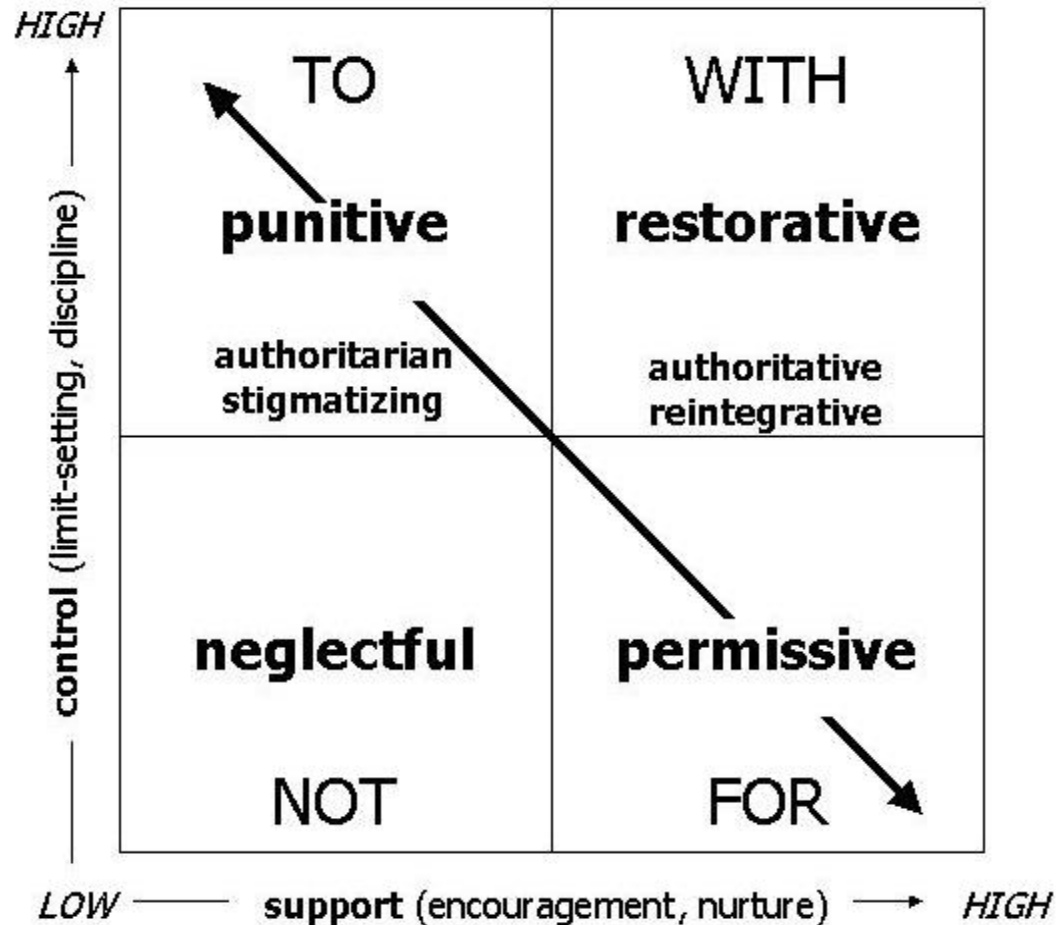 HIGH
TO
WITH
punitive
restorative
authoritarian
stigmatizing
authoritative
reintegrative
control (limit-setting, discipline)
neglectful
permissive
NOT
FOR
LOW
support (encouragement, nurture)
HIGH